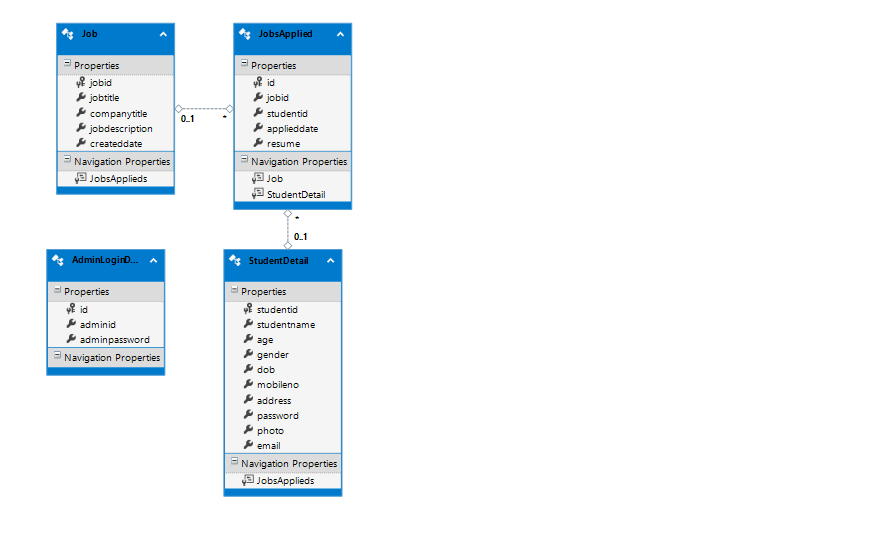 Job
Properties
jobid
jobtitle
companytitle
jobdescription
createddate
Navigation Properties
JobsApplieds
0..1
*
JobsApplied
Properties
id
jobid
studentid
applieddate
resume
Navigation Properties
Job
StudentDetail
*
0..1
AdminLoginD...
Properties
id
adminid
adminpassword
Navigation Properties
StudentDetail
Properties
studentid
studentname
age
gender
dob
mobileno
address
password
photo
email
Navigation Properties
JobsApplieds